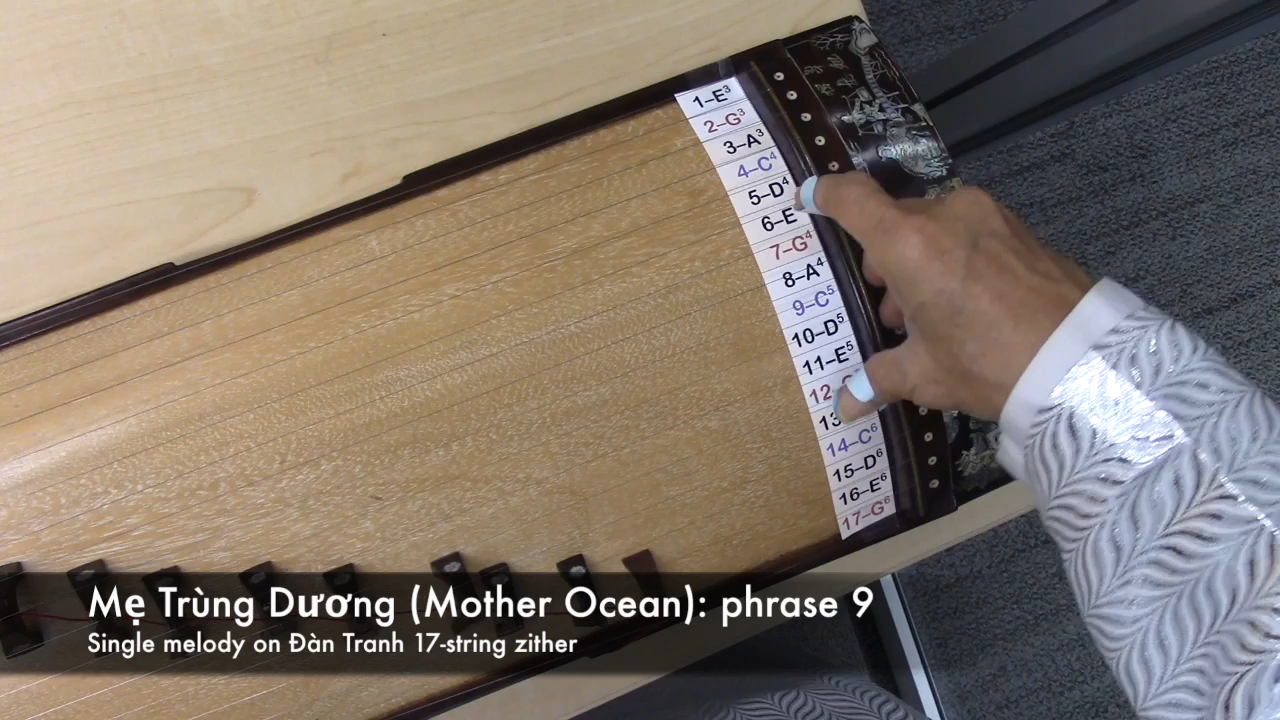 1–E³
2–G³
3–A³
4–C⁴
5–D⁴
6–E
7–G⁴
8–A⁴
9–C⁵
10–D⁵
11–E⁵
12–
13
14–C⁶
15–D⁶
16–E⁶
17–G⁶
Mẹ Trùng Dương (Mother Ocean): phrase 9
Single melody on Đàn Tranh 17-string zither